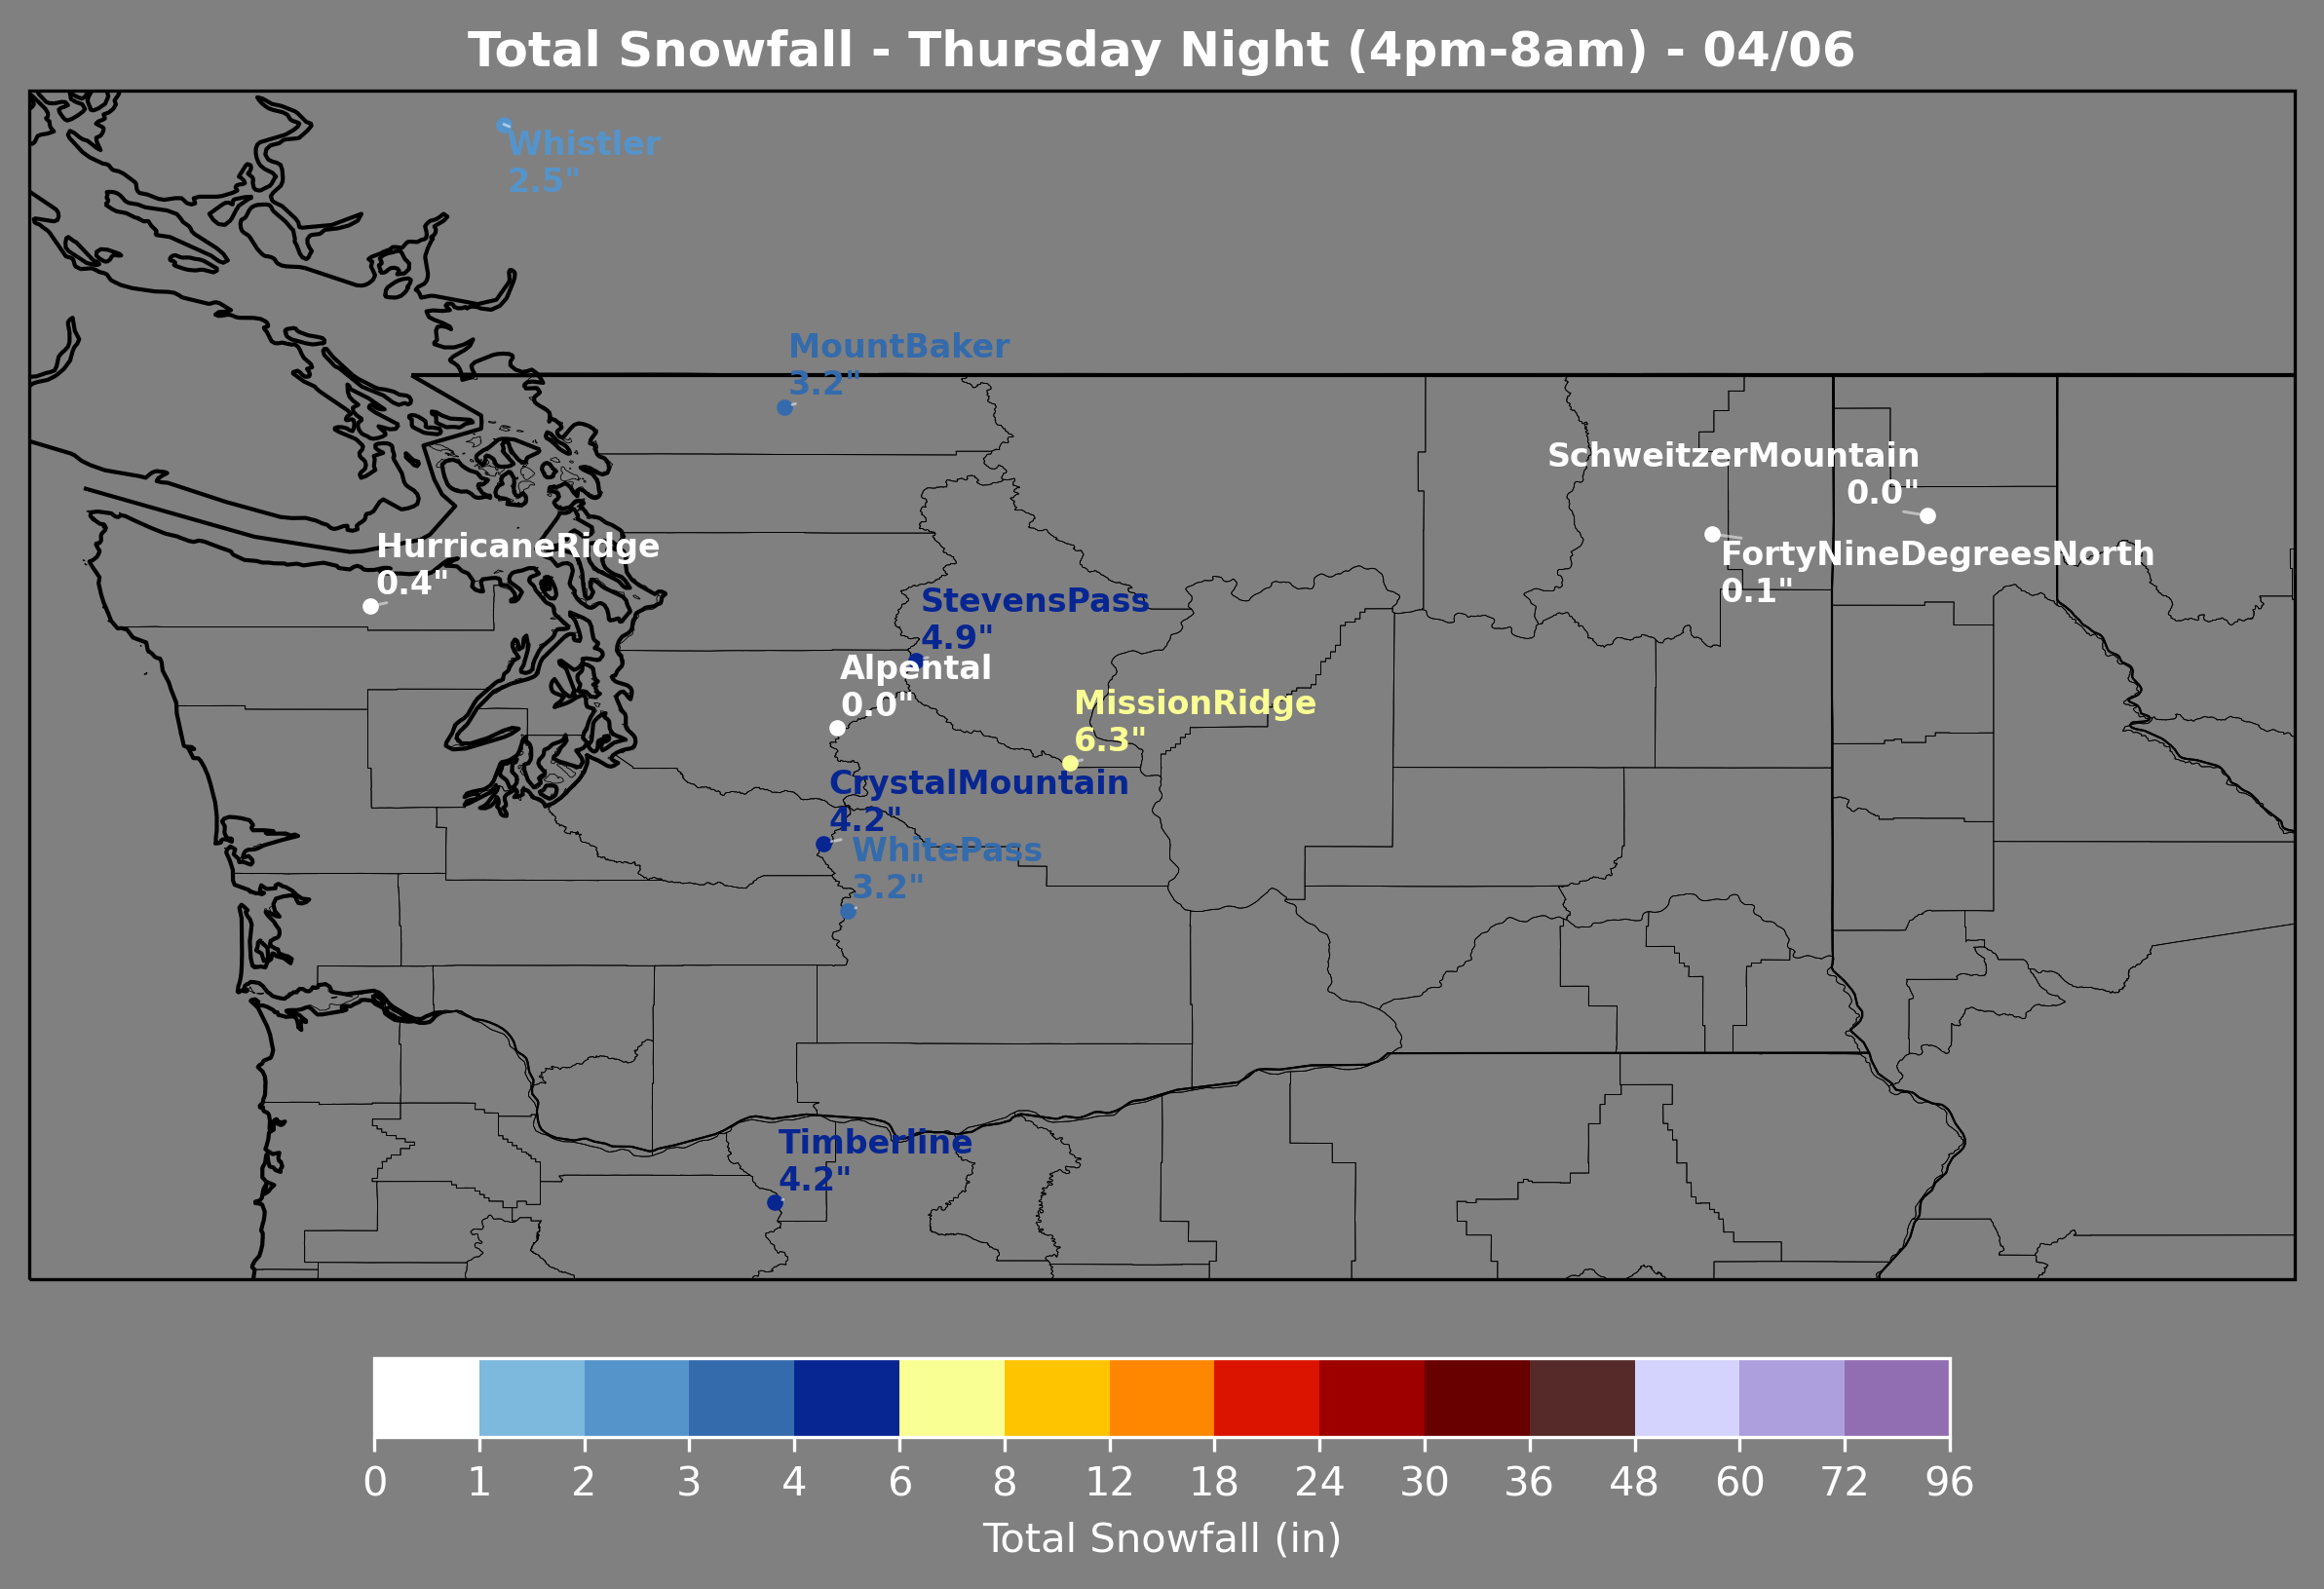 Total Snowfall - Thursday Night (4pm-8am) - 04/06
Whistler
2.5"
MountBaker
3.2"
SchweitzerMountain
0.0"
HurricaneRidge
0.4"
FortyNineDegreesNorth
0.1"
StevensPass
4.9"
Alpental
0.0"
MissionRidge
6.3"
CrystalMountain
4.2"
WhitePass
3.2"
Timberline
4.2"
0 1 2 3 4 6 8 12 18 24 30 36 48 60 72 96
Total Snowfall (in)